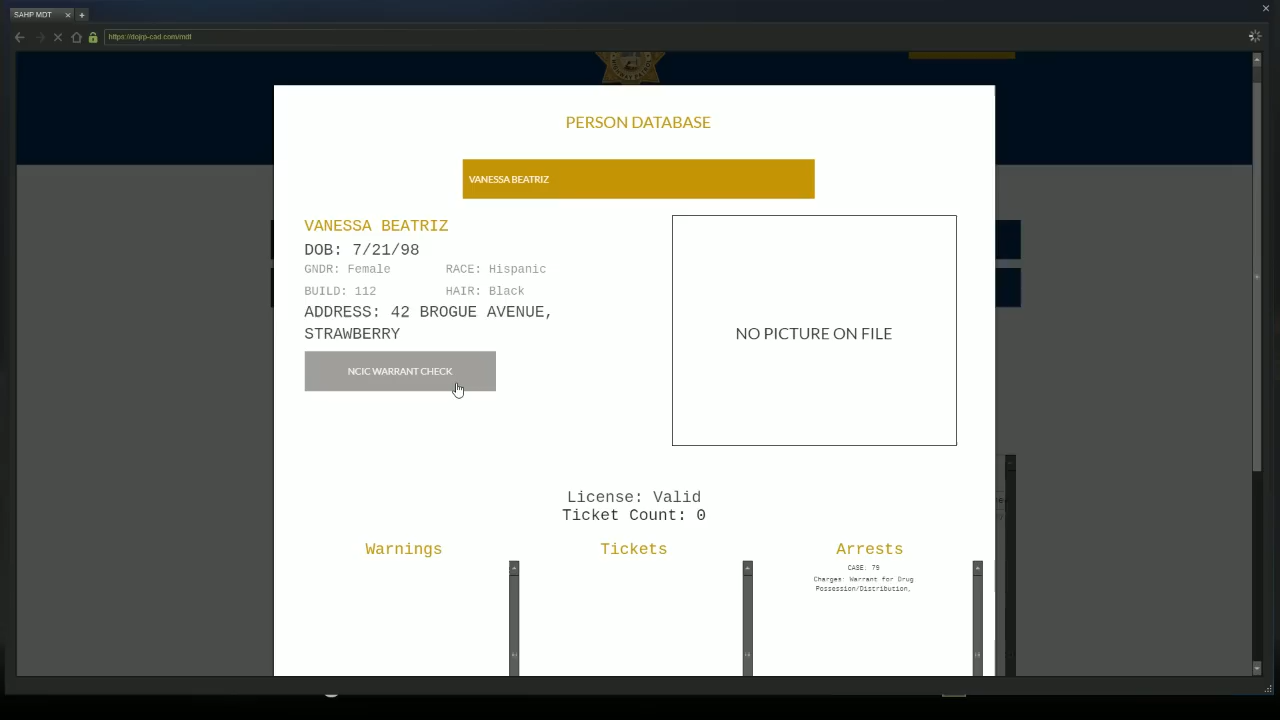 SAHP MDT
https://dojrp-cad.com/mdt
PERSON DATABASE
VANESSA BEATRIZ
VANESSA BEATRIZ
DOB: 7/21/98
GNDR: Female RACE: Hispanic
BUILD: 112 HAIR: Black
ADDRESS: 42 BROGUE AVENUE,
STRAWBERRY
NCIC WARRANT CHECK
NO PICTURE ON FILE
License: Valid
Ticket Count: 0
Warnings Tickets Arrests
CASE: 79
Charges: Warrant for Drug
Possession/Distribution,